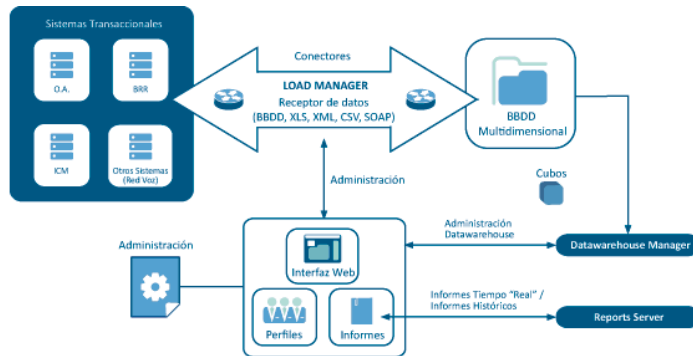 Sistemas Transaccionales
O.A.
BRR
ICM
Otros Sistemas
(Red Voz)
Conectores
LOAD MANAGER
Receptor de datos
(BBDD, XLS, XML, CSV, SOAP)
BBDD
Multidimensional
Administración
Cubos
Administración
Datawarehouse
Datawarehouse Manager
Administración
Interfaz Web
Perfiles
Informes
Informes Tiempo “Real” /
Informes Históricos
Reports Server